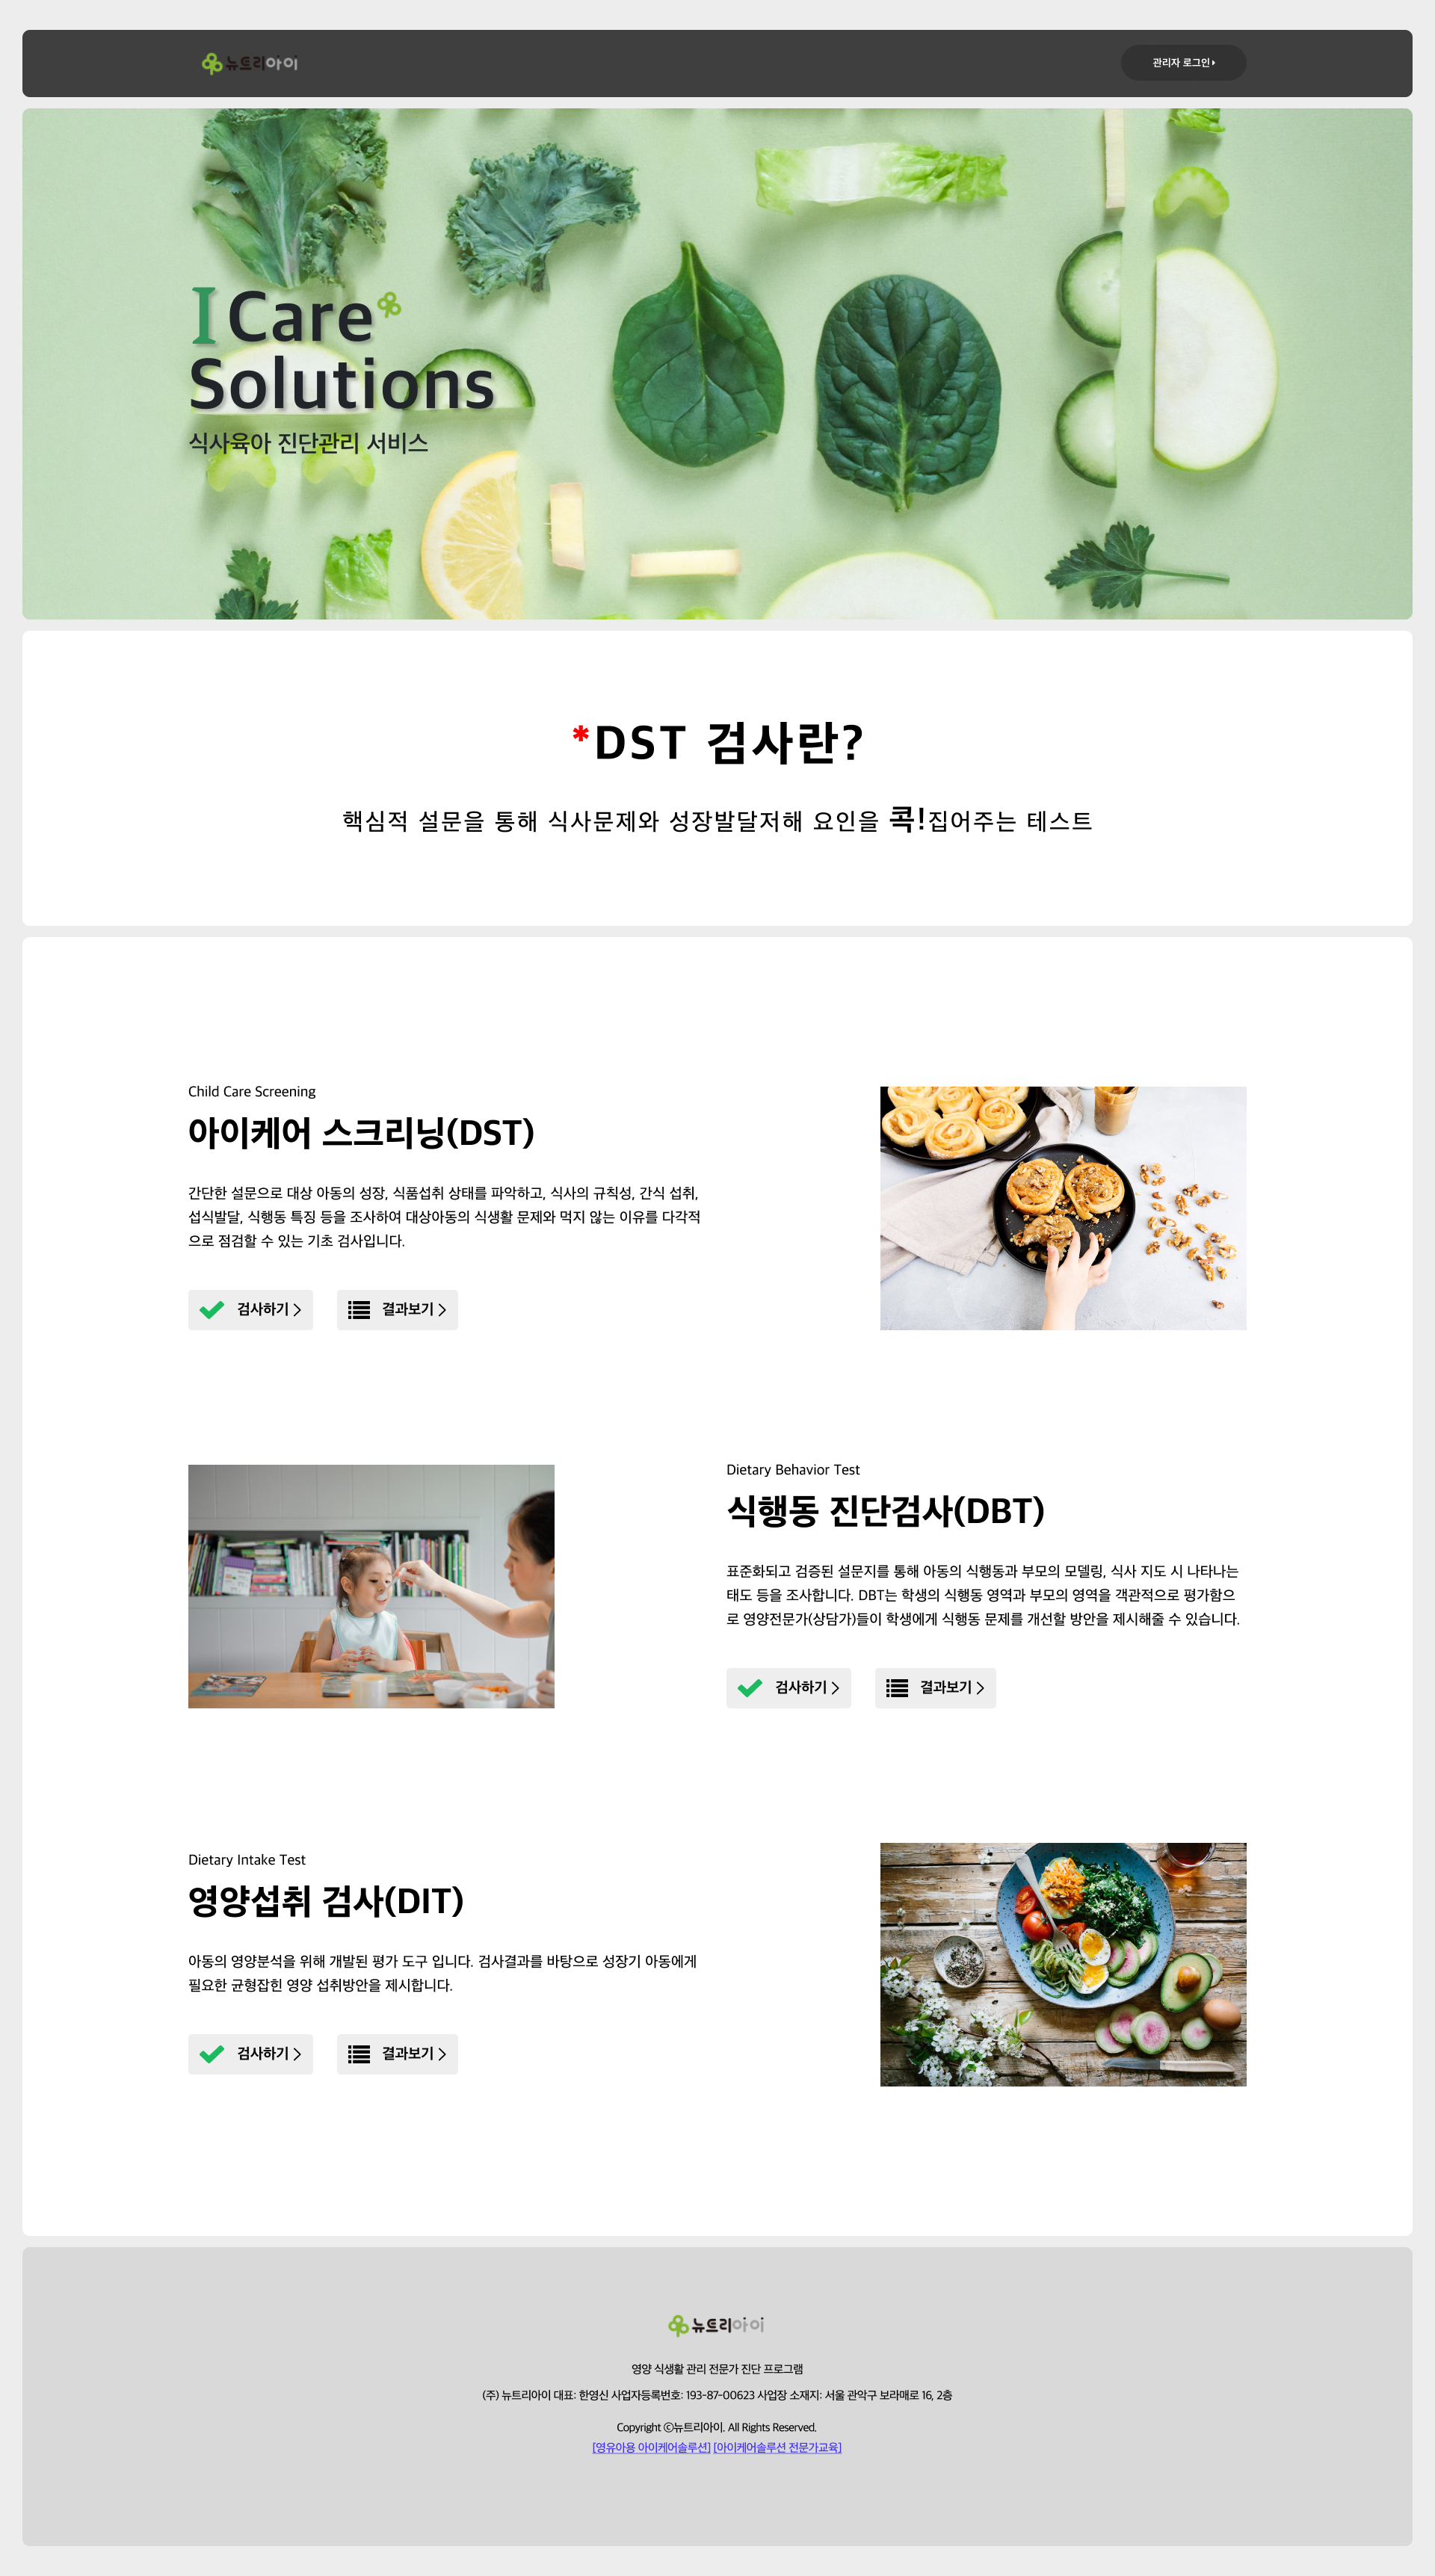 뉴트리아이
관리자 로그인
I Care
Solutions
식사육아 진단관리 서비스
*DST 검사란?
핵심적 설문을 통해 식사문제와 성장발달저해 요인을 콕!집어주는 테스트
Child Care Screening
아이케어 스크리닝(DST)
간단한 설문으로 대상 아동의 성장, 식품섭취 상태를 파악하고, 식사의 규칙성, 간식 섭취,
섭식발달, 식행동 특징 등을 조사하여 대상아동의 식생활 문제와 먹지 않는 이유를 다각적
으로 점검할 수 있는 기초 검사입니다.
검사하기 >
결과보기 >
Dietary Behavior Test
식행동 진단검사(DBT)
표준화되고 검증된 설문지를 통해 아동의 식행동과 부모의 모델링, 식사 지도 시 나타나는
태도 등을 조사합니다. DBT는 학생의 식행동 영역과 부모의 영역을 객관적으로 평가함으
로 영양전문가(상담가)들이 학생에게 식행동 문제를 개선할 방안을 제시해줄 수 있습니다.
검사하기 >
결과보기 >
Dietary Intake Test
영양섭취 검사(DIT)
아동의 영양분석을 위해 개발된 평가 도구 입니다. 검사결과를 바탕으로 성장기 아동에게
필요한 균형잡힌 영양 섭취방안을 제시합니다.
검사하기 >
결과보기 >
뉴트리아이
영양 식생활 관리 전문가 진단 프로그램
(주) 뉴트리아이 대표: 한영신 사업자등록번호: 193-87-00623 사업장 소재지: 서울 관악구 보라매로 16, 2층
Copyright ⓒ뉴트리아이. All Rights Reserved.
[영유아용 아이케어솔루션] [아이케어솔루션 전문가교육]